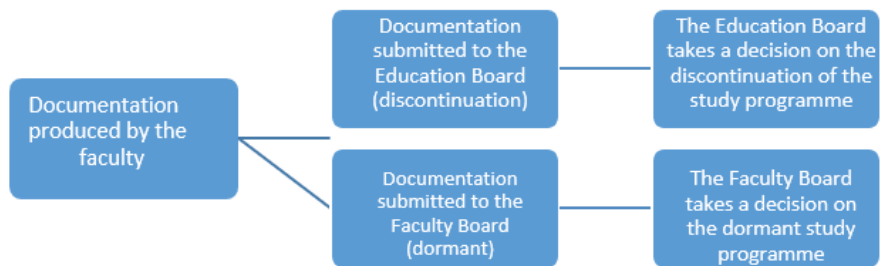 Documentation
produced by the
faculty
Documentation
submitted to the
Education Board
(discontinuation)
The Education Board
takes a decision on the
discontinuation of the
study programme
Documentation
submitted to the
Faculty Board
(dormant)
The Faculty Board
takes a decision on
the dormant study
programme